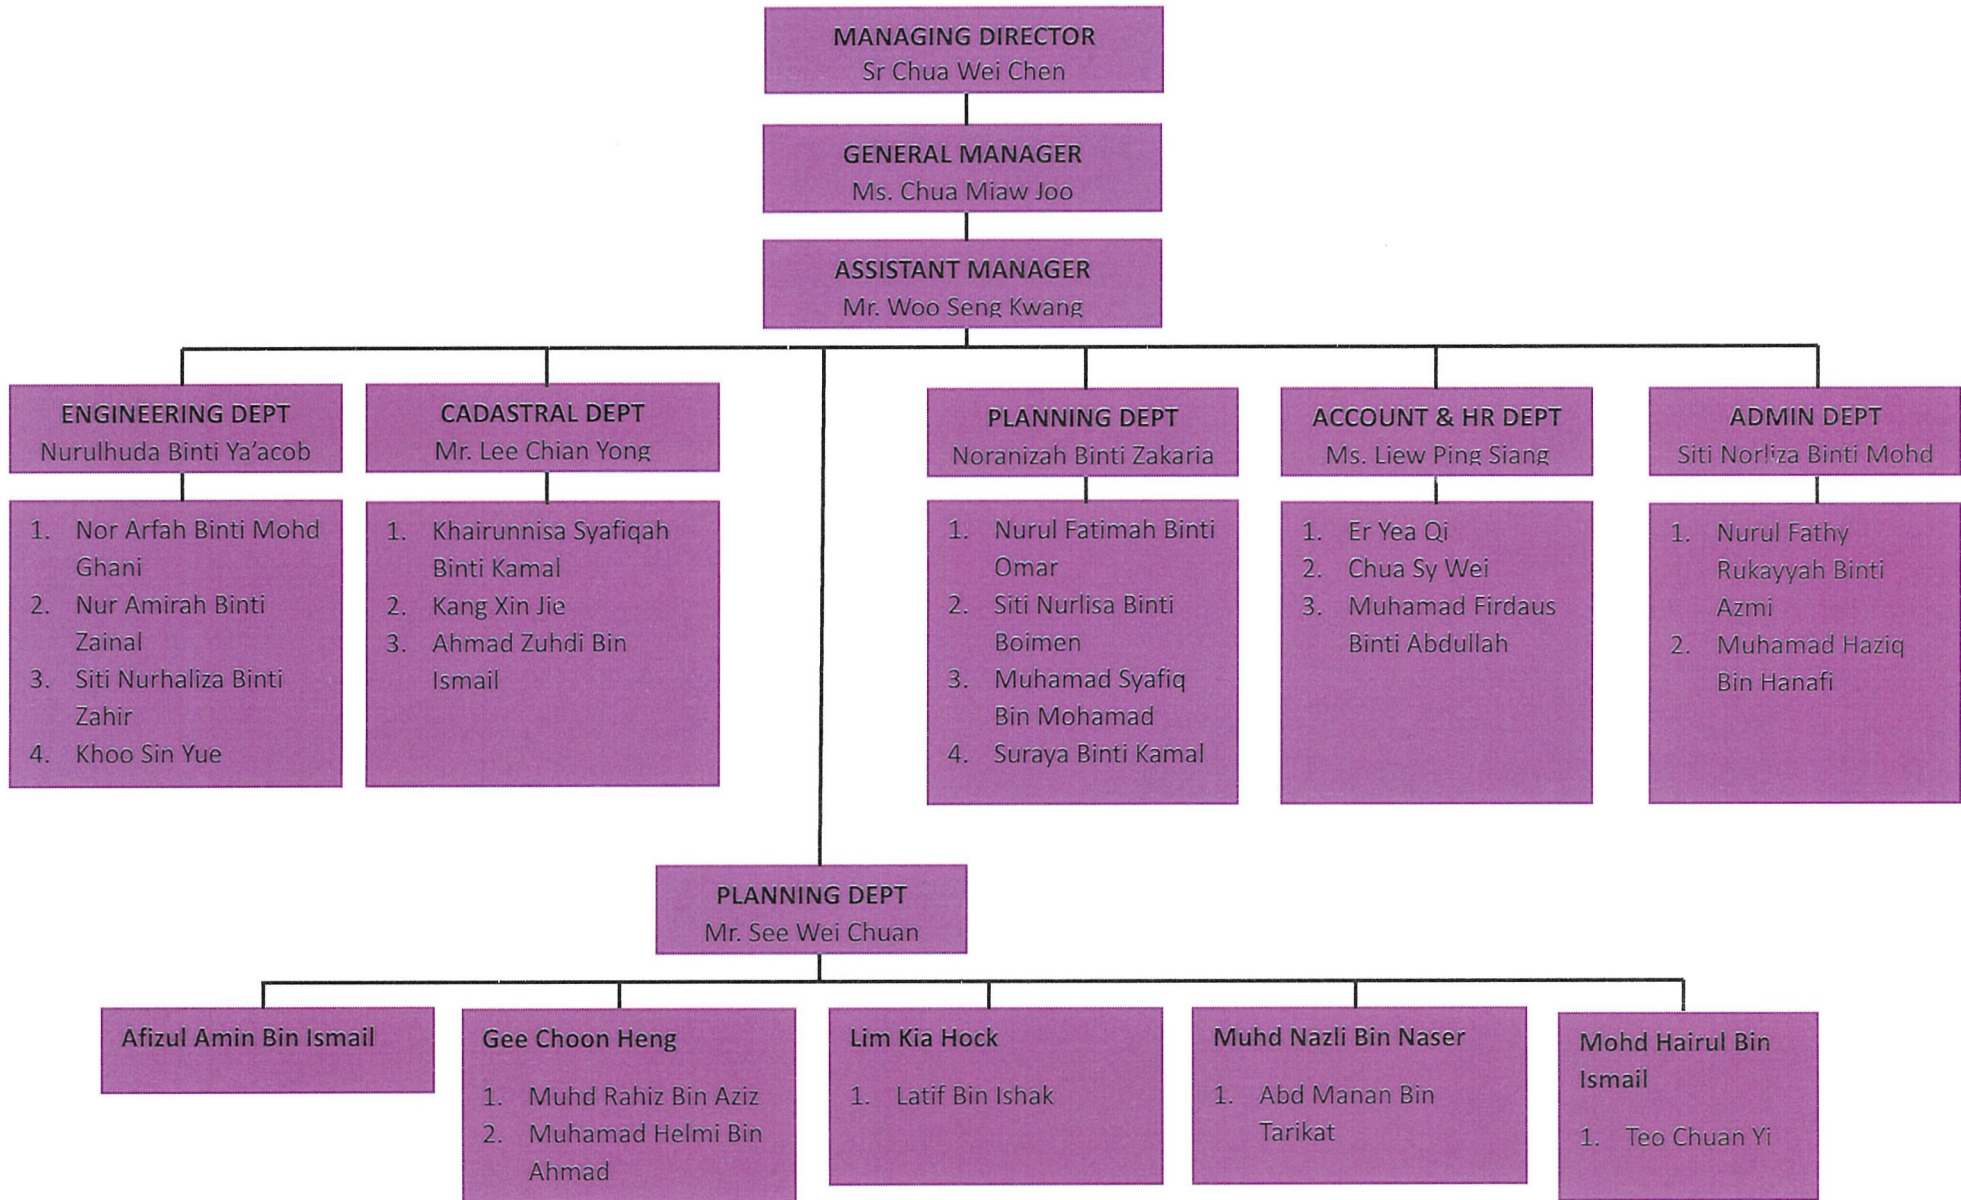 MANAGING DIRECTOR
Sr Chua Wei Chen
GENERAL MANAGER
Ms. Chua Miaw Joo
ASSISTANT MANAGER
Mr. Woo Seng Kwang
ENGINEERING DEPT
Nurulhuda Binti Ya’acob
1. Nor Arfah Binti Mohd
Ghani
2. Nur Amirah Binti
Zainal
3. Siti Nurhaliza Binti
Zahir
4. Khoo Sin Yue
CADASTRAL DEPT
Mr. Lee Chian Yong
1. Khairunnisa Syafiqah
Binti Kamal
2. Kang Xin Jie
3. Ahmad Zuhdi Bin
Ismail
PLANNING DEPT
Noranizah Binti Zakaria
1. Nurul Fatimah Binti
Omar
2. Siti Nurlisa Binti
Boimen
3. Muhamad Syafiq
Bin Mohamad
4. Suraya Binti Kamal
ACCOUNT & HR DEPT
Ms. Liew Ping Siang
1. Er Yea Qi
2. Chua Sy Wei
3. Muhamad Firdaus
Binti Abdullah
ADMIN DEPT
Siti Norliza Binti Mohd
1. Nurul Fathy
Rukayyah Binti
Azmi
2. Muhamad Haziq
Bin Hanafi
PLANNING DEPT
Mr. See Wei Chuan
Afizul Amin Bin Ismail
Gee Choon Heng
1. Muhd Rahiz Bin Aziz
2. Muhamad Helmi Bin
Ahmad
Lim Kia Hock
1. Latif Bin Ishak
Muhd Nazli Bin Naser
1. Abd Manan Bin
Tarikat
Mohd Hairul Bin
Ismail
1. Teo Chuan Yi